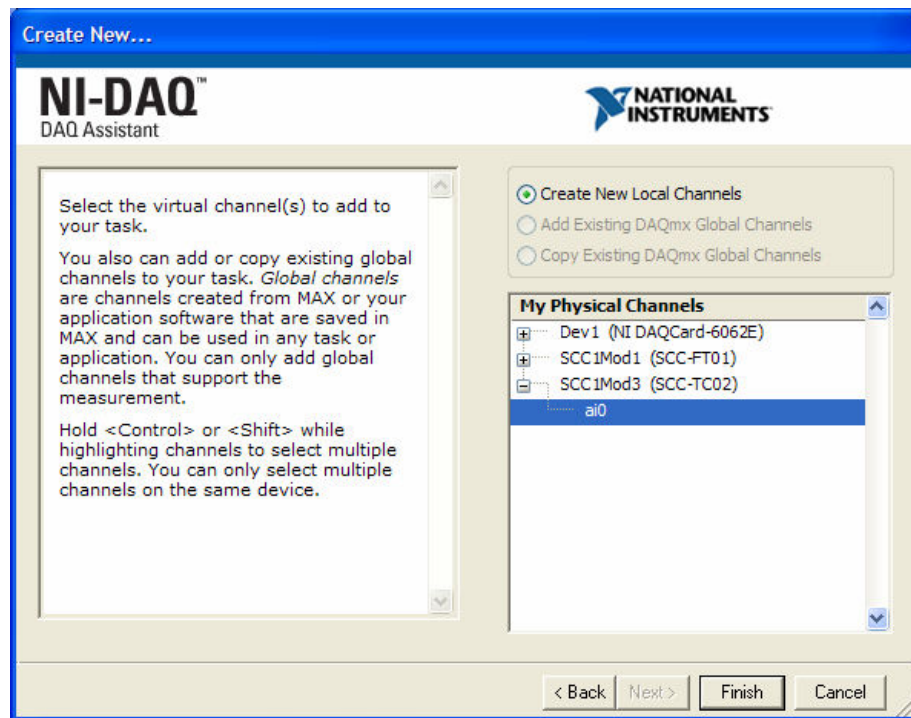 Create New...
NI-DAQ™
DAQ Assistant
NATIONAL
INSTRUMENTS
Select the virtual channel(s) to add to
your task.
You also can add or copy existing global
channels to your task. Global channels
are channels created from MAX or your
application software that are saved in
MAX and can be used in any task or
application. You can only add global
channels that support the
measurement.
Hold <Control> or <Shift> while
highlighting channels to select multiple
channels. You can only select multiple
channels on the same device.
Create New Local Channels
Add Existing DAQmx Global Channels
Copy Existing DAQmx Global Channels
My Physical Channels
Dev1 (NI DAQCard-6062E)
SCC1Mod1 (SCC-FT01)
SCC1Mod3 (SCC-TC02)
ai0
< Back Next > Finish Cancel